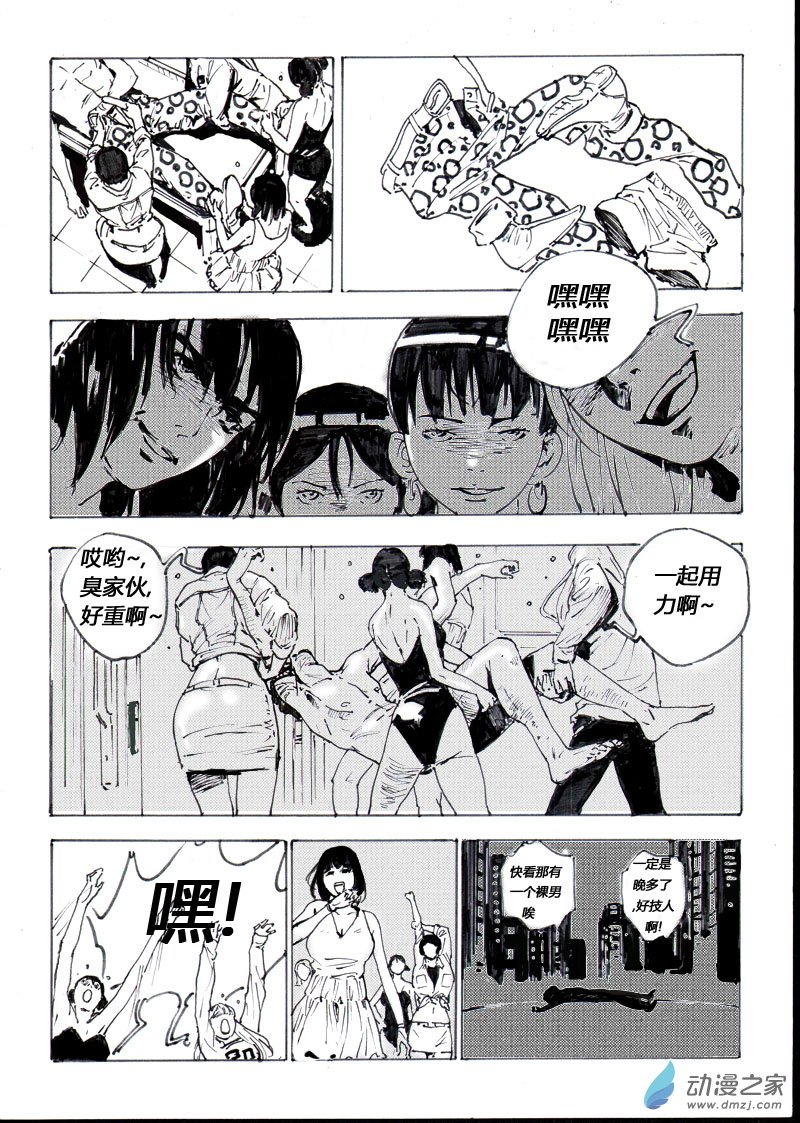 嘿嘿
嘿嘿
哎哟~,
臭家伙,
好重啊~
一起用
力啊~
嘿!
快看那有
一个裸男
唉
一定是
晚多了
,好技人
啊!
动漫之家
www.dmzj.com